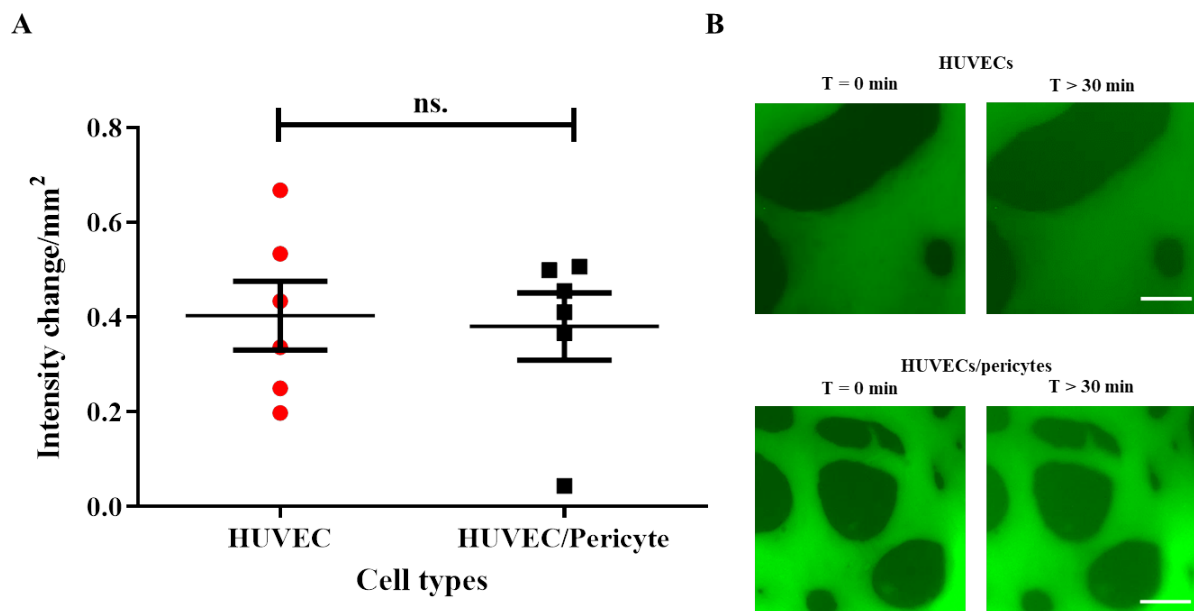 A
ns.
0.8
0.6
0.4
0.2
0.0
Intensity change/mm²
HUVEC
HUVEC/Pericyte
Cell types
B
HUVECs
T = 0 min
T > 30 min
HUVECs/pericytes
T = 0 min
T > 30 min